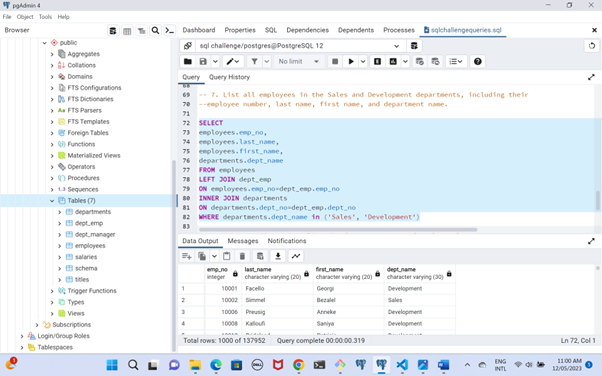 pgAdmin 4
File Object Tools Help
Browser
Dashboard Properties SQL Dependencies Dependents Processes sqlchallengequeries.sql
public
Aggregates
Collations
Domains
FTS Configurations
FTS Dictionaries
FTS Parsers
FTS Templates
Foreign Tables
Functions
Materialized Views
Operators
Procedures
1..3 Sequences
Tables (7)
departments
dept_emp
dept_manager
employees
salaries
schema
titles
Trigger Functions
Types
Views
Subscriptions
Login/Group Roles
Tablespaces
sql challenge/postgres@PostgreSQL 12
No limit
Query Query History
68
69 -- 7. List all employees in the Sales and Development departments, including their
70 --employee number, last name, first name, and department name.
71
72 SELECT
73 employees.emp_no,
74 employees.last_name,
75 employees.first_name,
76 departments.dept_name
77 FROM employees
78 LEFT JOIN dept_emp
79 ON employees.emp_no=dept_emp.emp_no
80 INNER JOIN departments
81 ON departments.dept_no=dept_emp.dept_no
82 WHERE departments.dept_name in ('Sales', 'Development')
83
Data Output Messages Notifications
emp_no last_name first_name dept_name
integer character varying (20) character varying (20) character varying (30)
1 10001 Facello Georgi Development
2 10002 Simmel Bezalel Sales
3 10006 Preusig Anneke Development
4 10008 Kalloufi Saniya Development
Total rows: 1000 of 137952 Query complete 00:00:00.319 Ln 72, Col 1
DELL
ENG
INTL
11:00 AM
12/05/2023